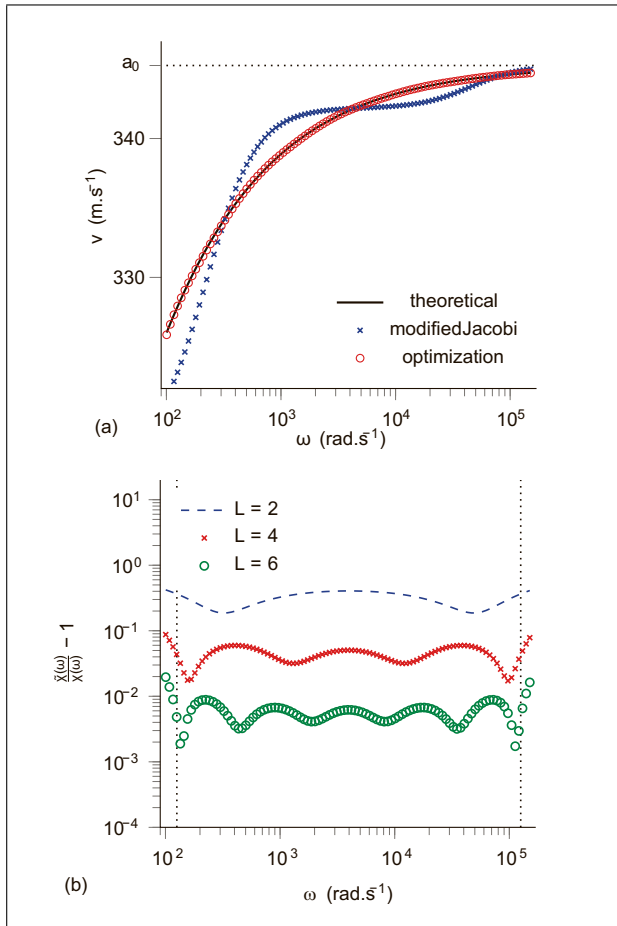 a₀
340
330
v (m.s⁻¹)
theoretical
modifiedJacobi
optimization
10² 10³ 10⁴ 10⁵
ω (rad.s⁻¹)
(a)
10¹
10⁰
10⁻¹
10⁻²
10⁻³
10⁻⁴
L = 2
L = 4
L = 6
χ̃(ω)/χ(ω) − 1
10² 10³ 10⁴ 10⁵
ω (rad.s⁻¹)
(b)